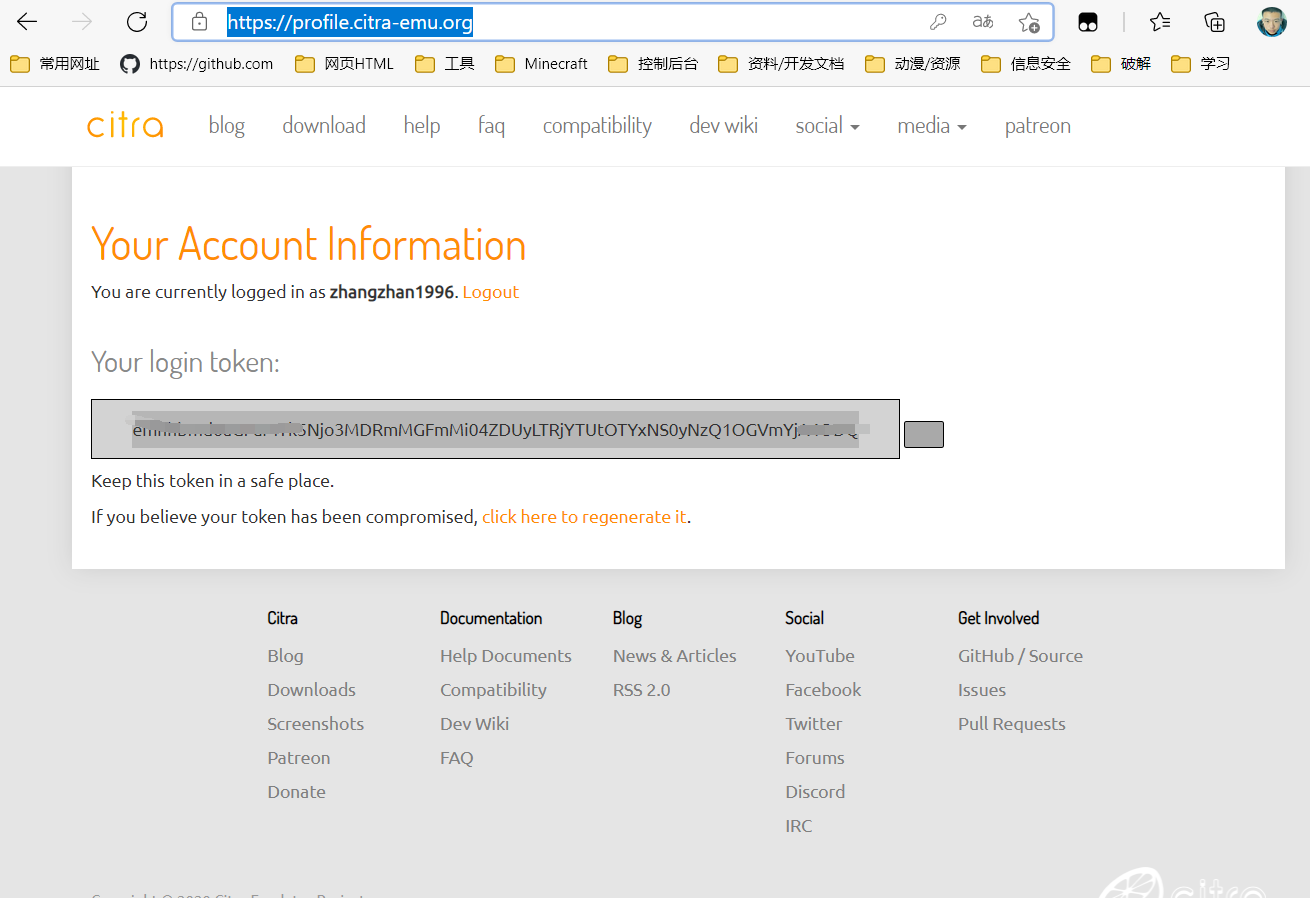 https://profile.citra-emu.org
常用网址 https://github.com 网页HTML 工具 Minecraft 控制后台 资料/开发文档 动漫/资源 信息安全 破解 学习
citra blog download help faq compatibility dev wiki social media patreon
Your Account Information
You are currently logged in as zhangzhan1996. Logout
Your login token:
Keep this token in a safe place.
If you believe your token has been compromised, click here to regenerate it.
Citra Documentation Blog Social Get Involved
Blog Help Documents News & Articles YouTube GitHub / Source
Downloads Compatibility RSS 2.0 Facebook Issues
Screenshots Dev Wiki Twitter Pull Requests
Patreon FAQ Forums
Donate Discord
IRC
citra